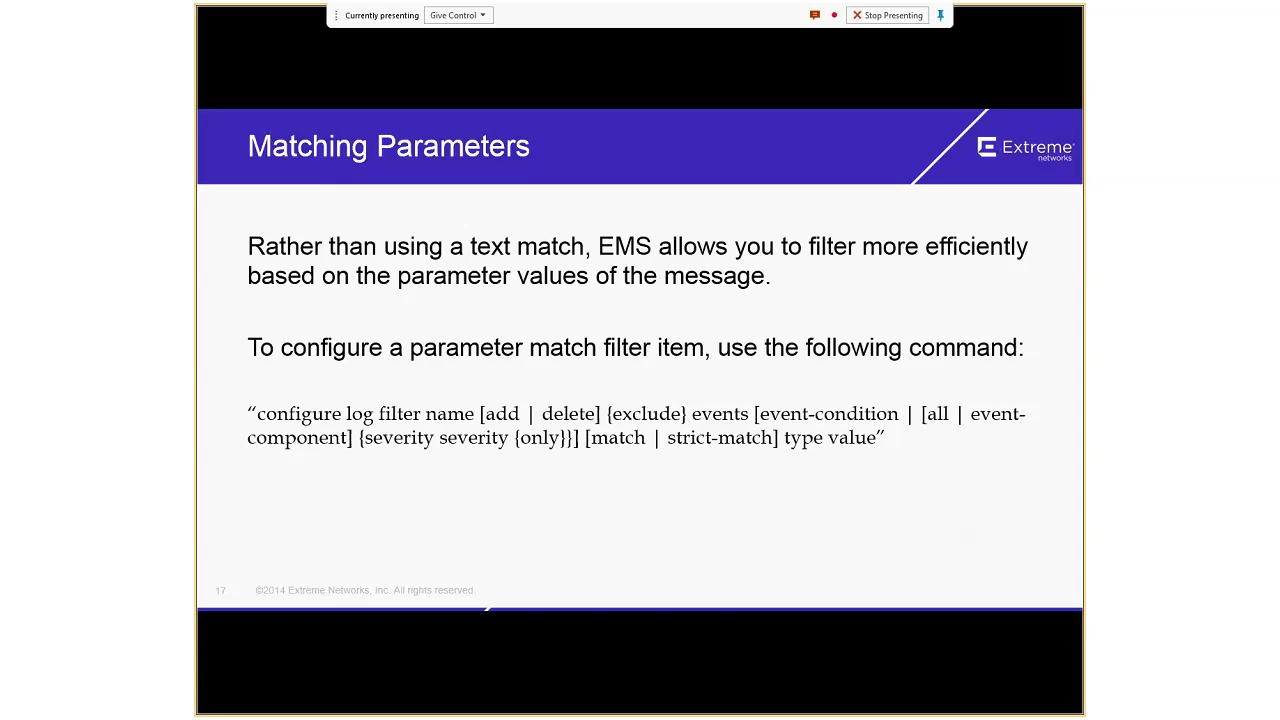 Currently presenting
Give Control
Stop Presenting
Matching Parameters
Extreme
networks
Rather than using a text match, EMS allows you to filter more efficiently
based on the parameter values of the message.
To configure a parameter match filter item, use the following command:
“configure log filter name [add | delete] {exclude} events [event-condition | [all | event-
component] {severity severity {only}}] [match | strict-match] type value”
17
©2014 Extreme Networks, Inc. All rights reserved.